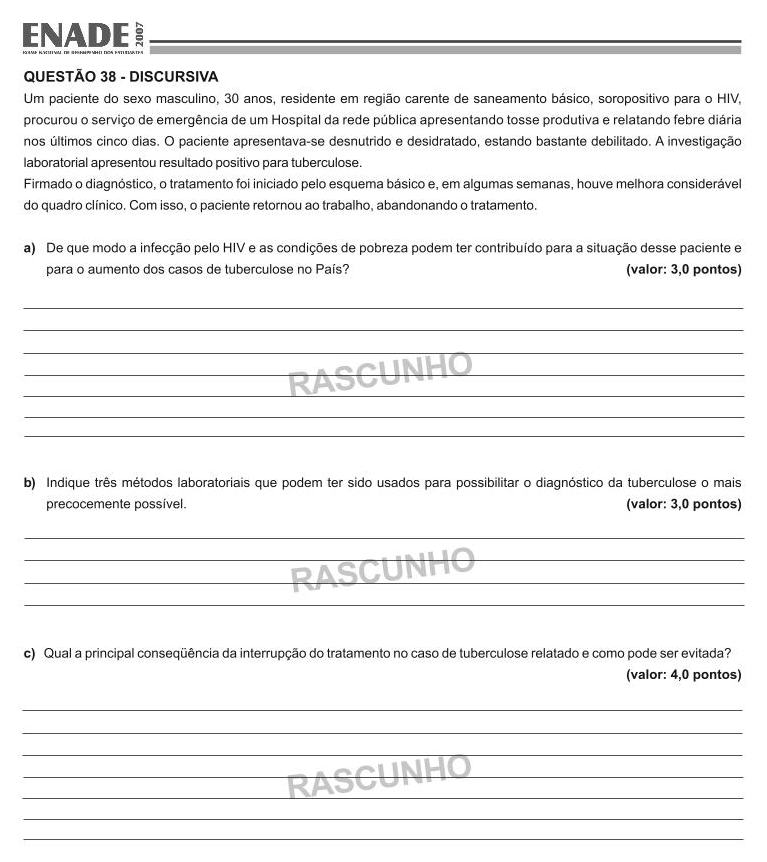 ENADE 2007
EXAME NACIONAL DE DESEMPENHO DOS ESTUDANTES
QUESTÃO 38 - DISCURSIVA
Um paciente do sexo masculino, 30 anos, residente em região carente de saneamento básico, soropositivo para o HIV,
procurou o serviço de emergência de um Hospital da rede pública apresentando tosse produtiva e relatando febre diária
nos últimos cinco dias. O paciente apresentava-se desnutrido e desidratado, estando bastante debilitado. A investigação
laboratorial apresentou resultado positivo para tuberculose.
Firmado o diagnóstico, o tratamento foi iniciado pelo esquema básico e, em algumas semanas, houve melhora considerável
do quadro clínico. Com isso, o paciente retornou ao trabalho, abandonando o tratamento.
a) De que modo a infecção pelo HIV e as condições de pobreza podem ter contribuído para a situação desse paciente e
para o aumento dos casos de tuberculose no País? (valor: 3,0 pontos)
RASCUNHO
b) Indique três métodos laboratoriais que podem ter sido usados para possibilitar o diagnóstico da tuberculose o mais
precocemente possível. (valor: 3,0 pontos)
RASCUNHO
c) Qual a principal conseqüência da interrupção do tratamento no caso de tuberculose relatado e como pode ser evitada?
(valor: 4,0 pontos)
RASCUNHO